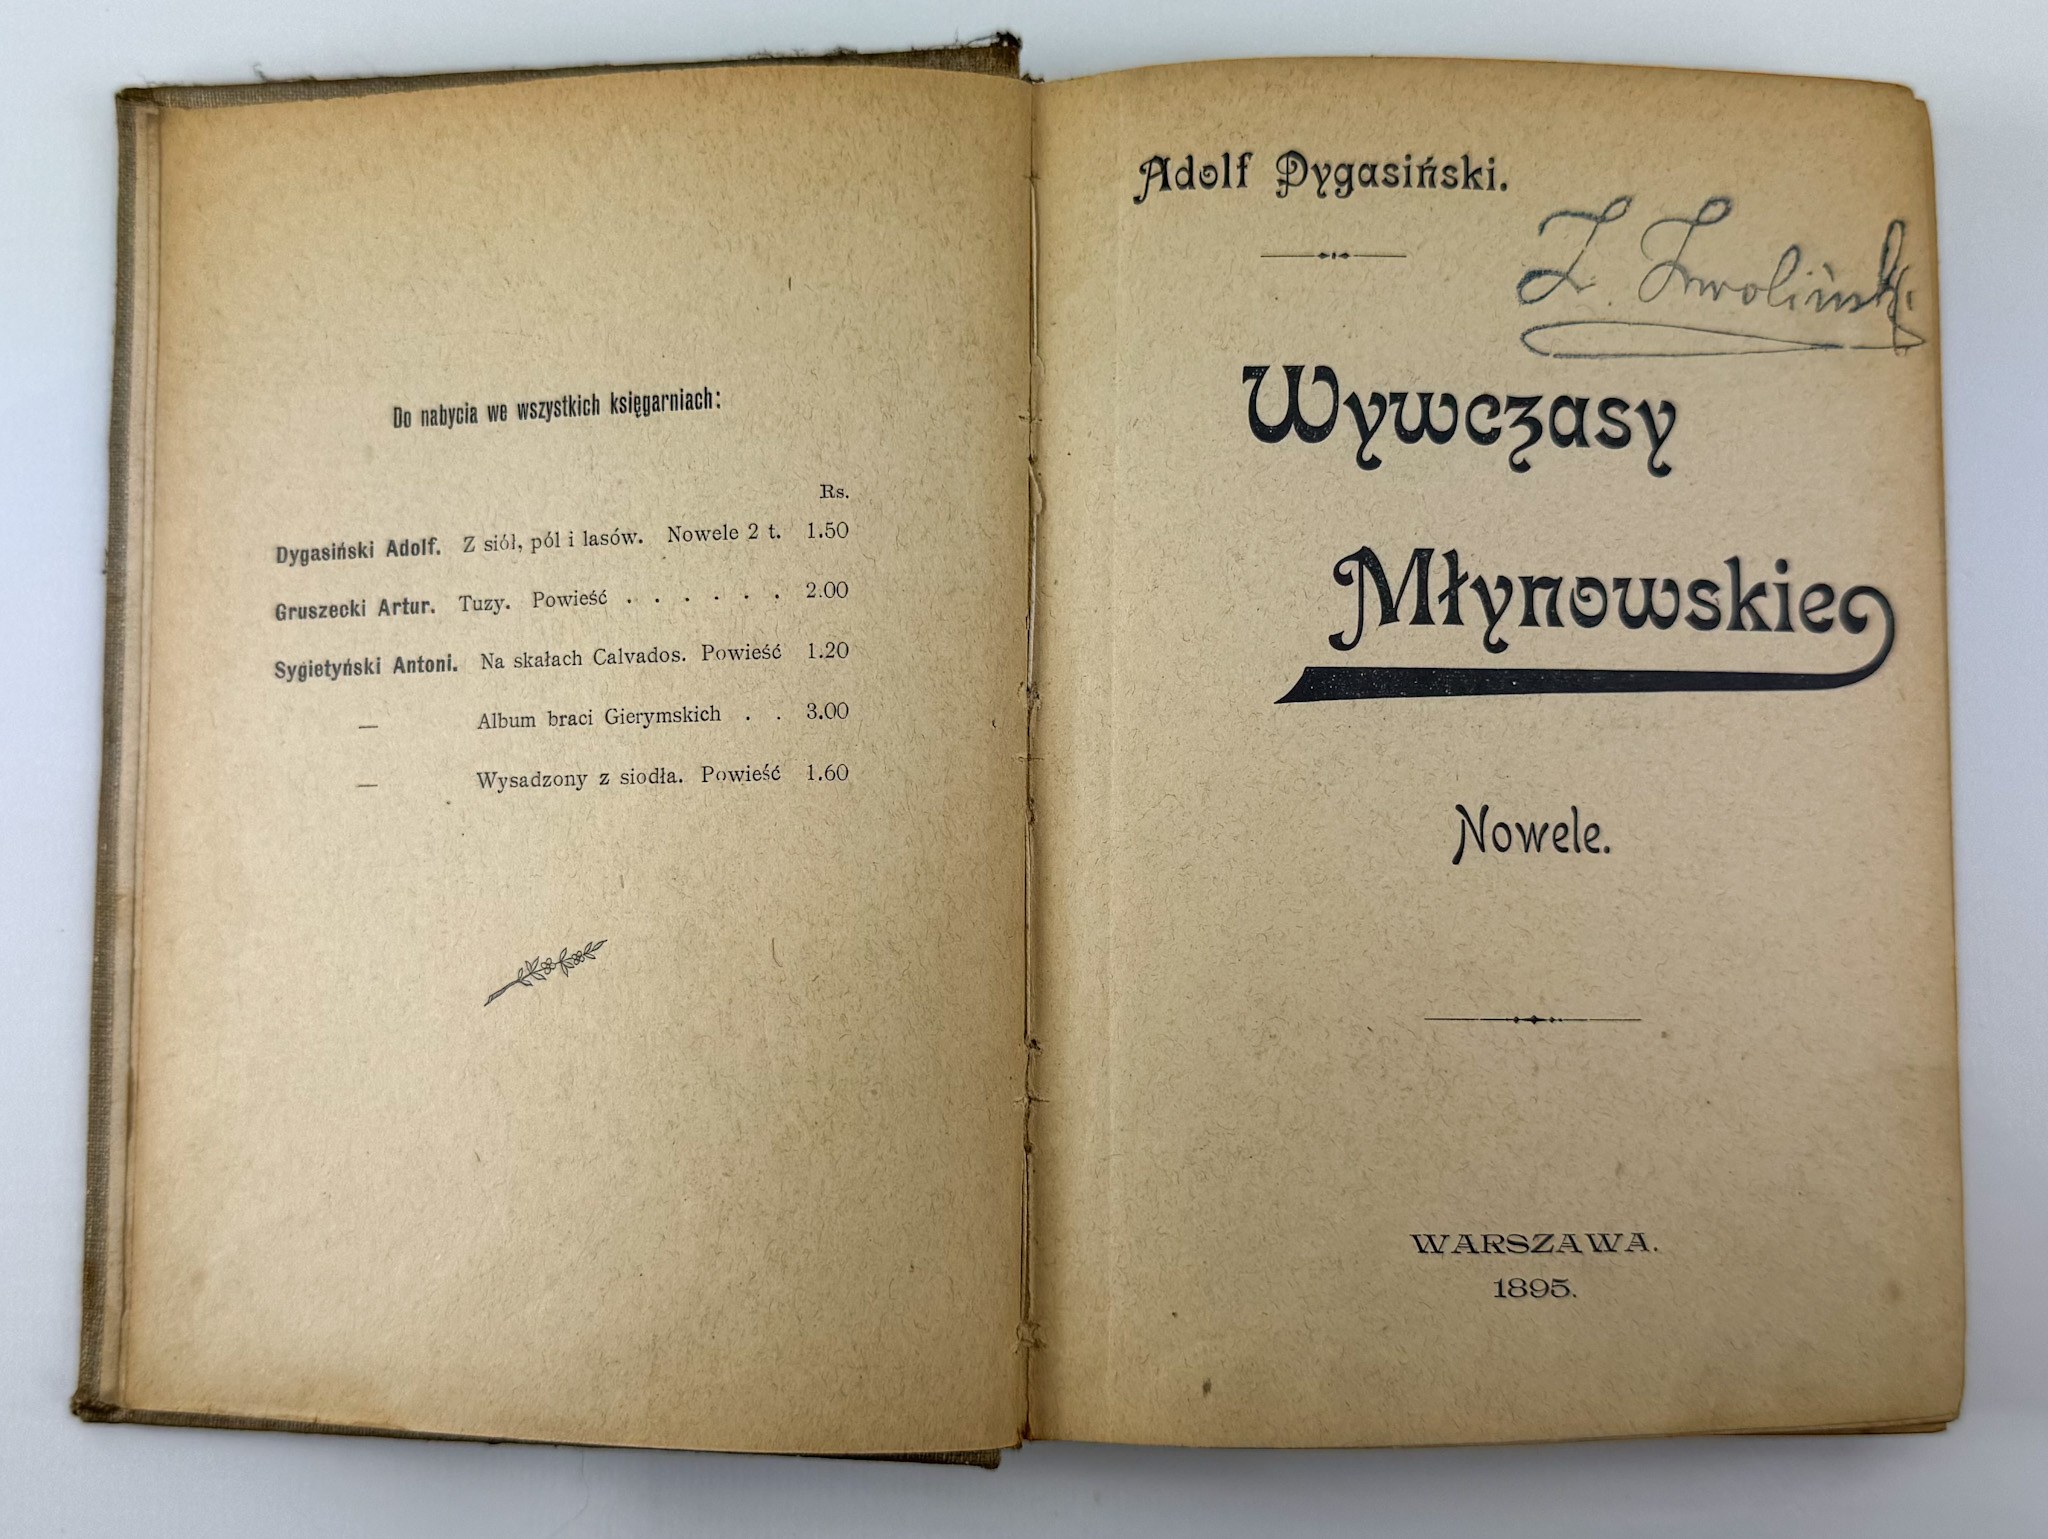 Do nabycia we wszystkich księgarniach:
Rs.
Dygasiński Adolf. Z siół, pól i lasów. Nowele 2 t. 1.50
Gruszecki Artur. Tuzy. Powieść . . . . . . 2.00
Sygietyński Antoni. Na skałach Calvados. Powieść 1.20
— Album braci Gierymskich . . 3.00
— Wysadzony z siodła. Powieść 1.60
Adolf Dygasiński.
Z. Zwoliński.
Wywczasy
Młynowskie
Nowele.
WARSZAWA.
1895.